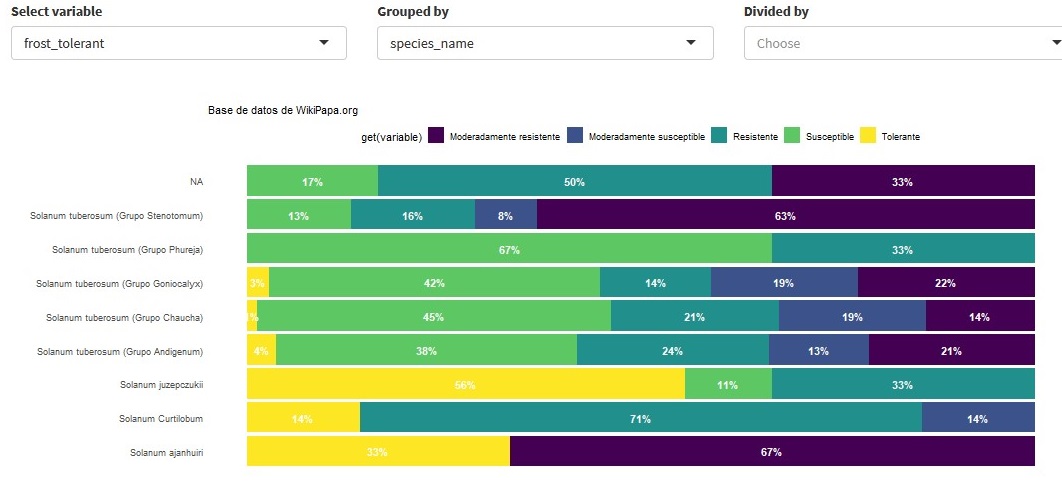 Select variable Grouped by Divided by
frost_tolerant species_name Choose
Base de datos de WikiPapa.org
get(variable) Moderadamente resistente Moderadamente susceptible Resistente Susceptible Tolerante
NA 17% 50% 33%
Solanum tuberosum (Grupo Stenotomum) 13% 16% 8% 63%
Solanum tuberosum (Grupo Phureja) 67% 33%
Solanum tuberosum (Grupo Goniocalyx) 3% 42% 14% 19% 22%
Solanum tuberosum (Grupo Chaucha) 1% 45% 21% 19% 14%
Solanum tuberosum (Grupo Andigenum) 4% 38% 24% 13% 21%
Solanum juzepczukii 56% 11% 33%
Solanum Curtilobum 14% 71% 14%
Solanum ajanhuiri 33% 67%